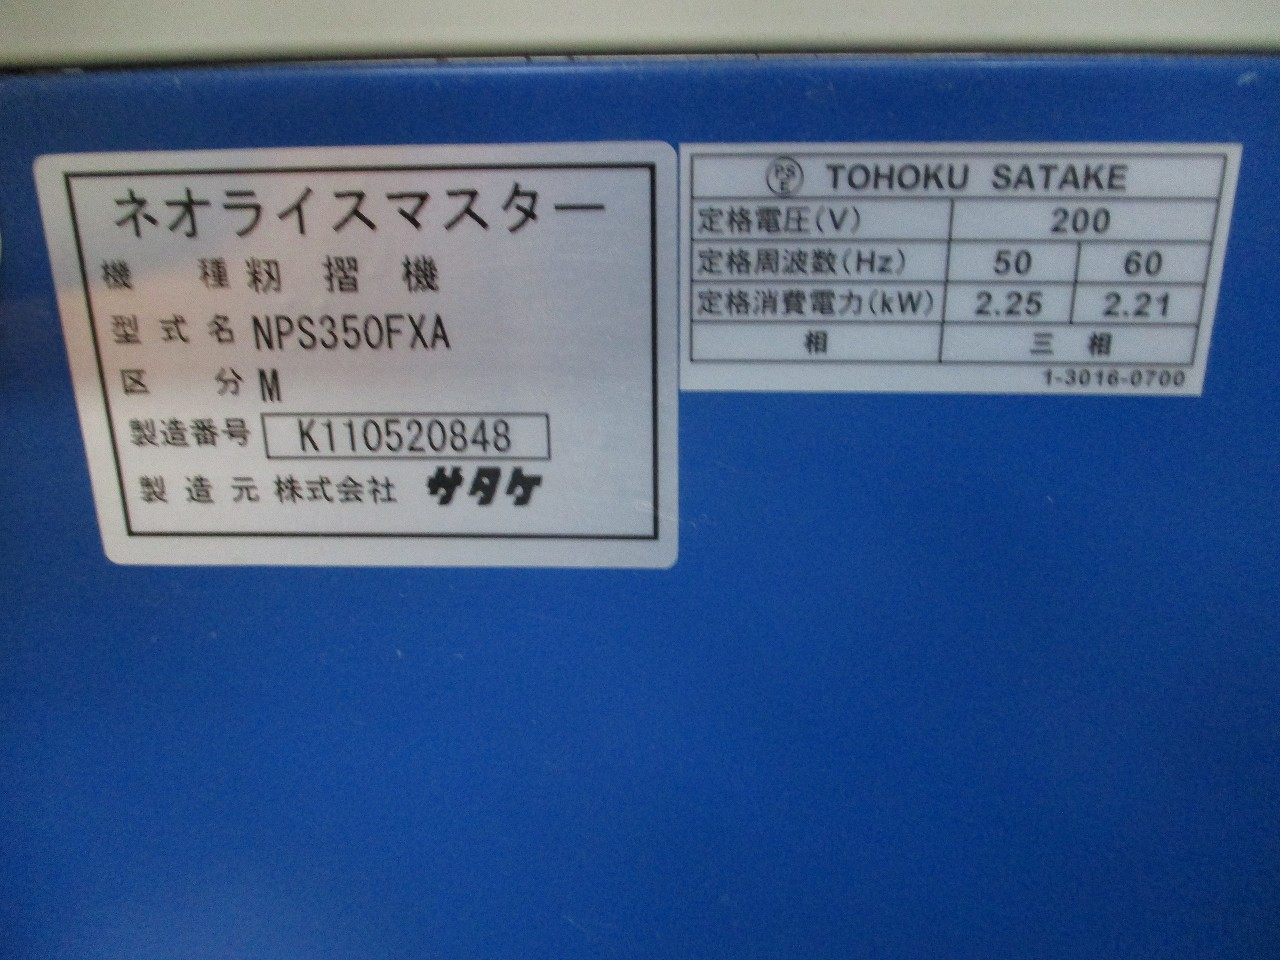 ネオライスマスター
機種 籾摺機
型式名 NPS350FXA
区分 M
製造番号 K110520848
製造元 株式会社 サタケ
PSE TOHOKU SATAKE
定格電圧(V) 200
定格周波数(Hz) 50 60
定格消費電力(kW) 2.25 2.21
相 三相
1-3016-0700